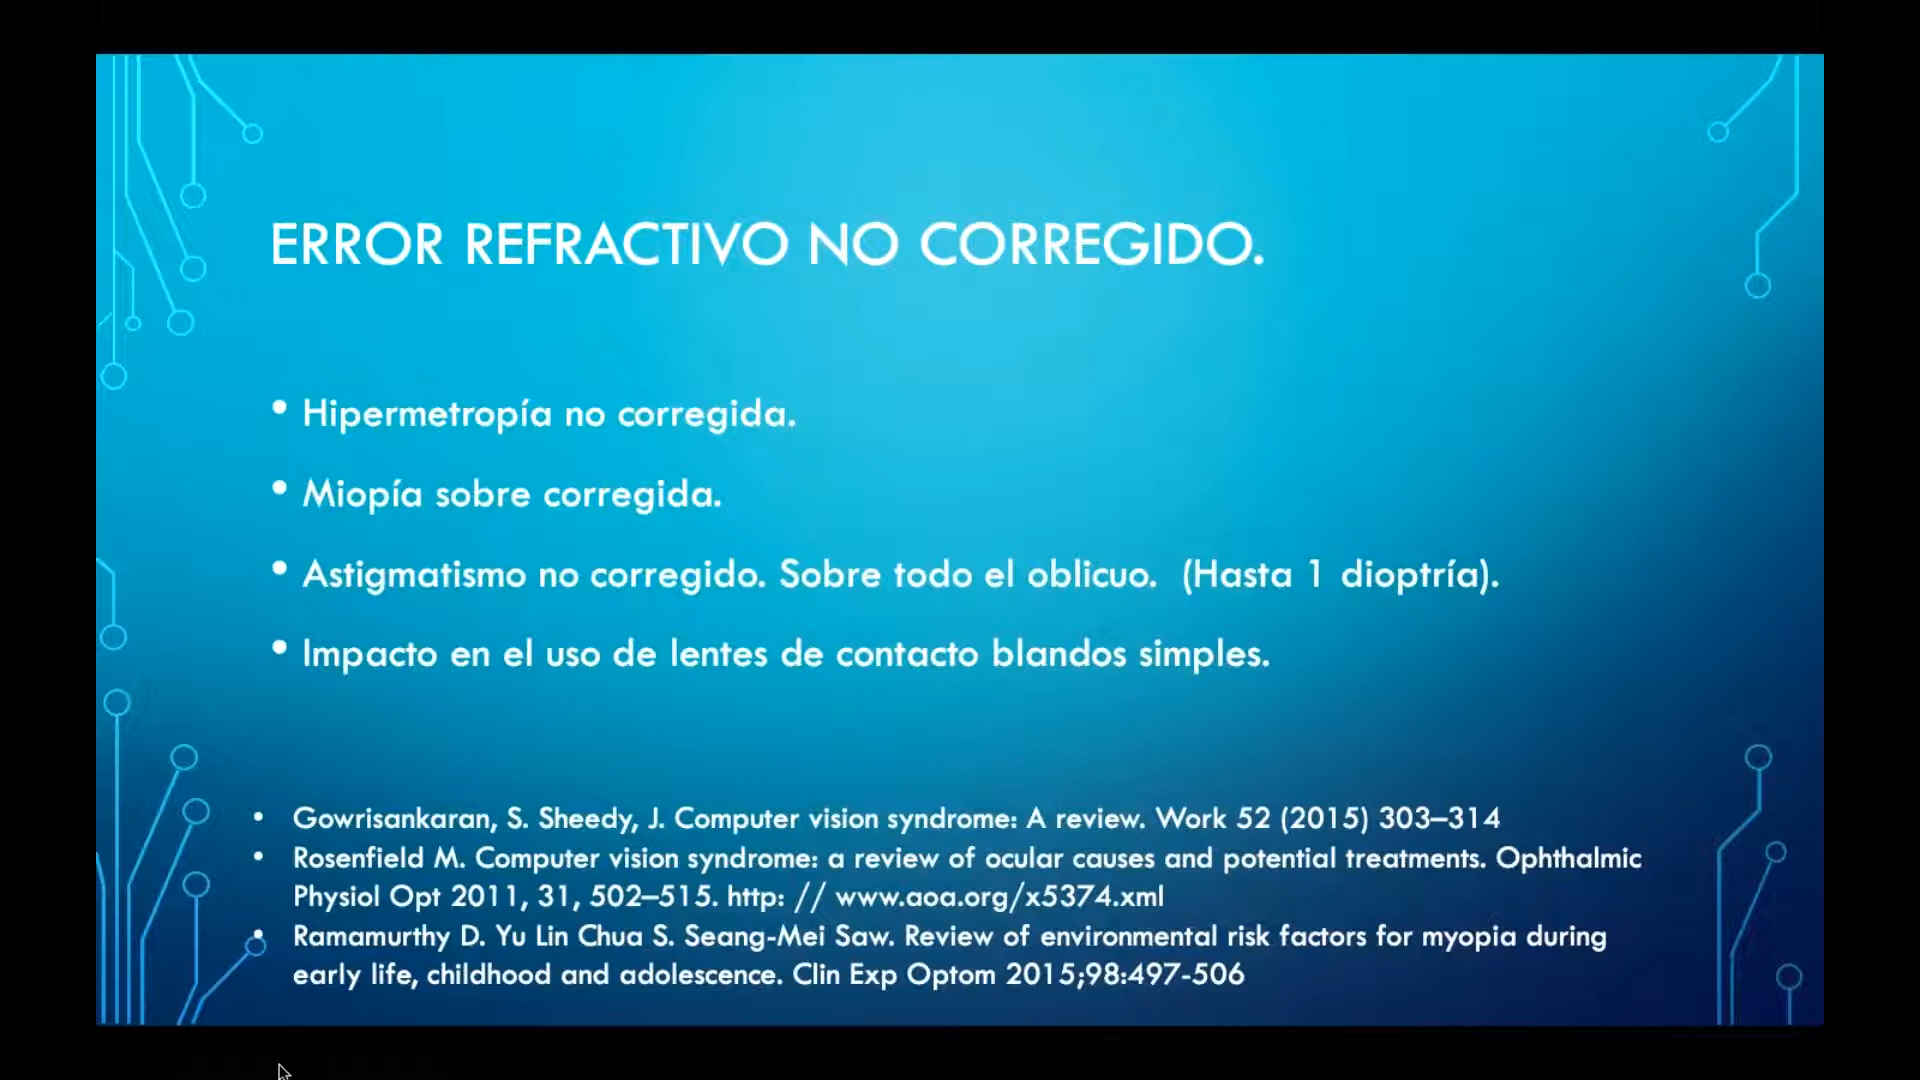 ERROR REFRACTIVO NO CORREGIDO.
• Hipermetropía no corregida.
• Miopía sobre corregida.
• Astigmatismo no corregido. Sobre todo el oblicuo.  (Hasta 1 dioptría).
• Impacto en el uso de lentes de contacto blandos simples.
• Gowrisankaran, S. Sheedy, J. Computer vision syndrome: A review. Work 52 (2015) 303–314
• Rosenfield M. Computer vision syndrome: a review of ocular causes and potential treatments. Ophthalmic
Physiol Opt 2011, 31, 502–515. http: // www.aoa.org/x5374.xml
• Ramamurthy D. Yu Lin Chua S. Seang-Mei Saw. Review of environmental risk factors for myopia during
early life, childhood and adolescence. Clin Exp Optom 2015;98:497-506